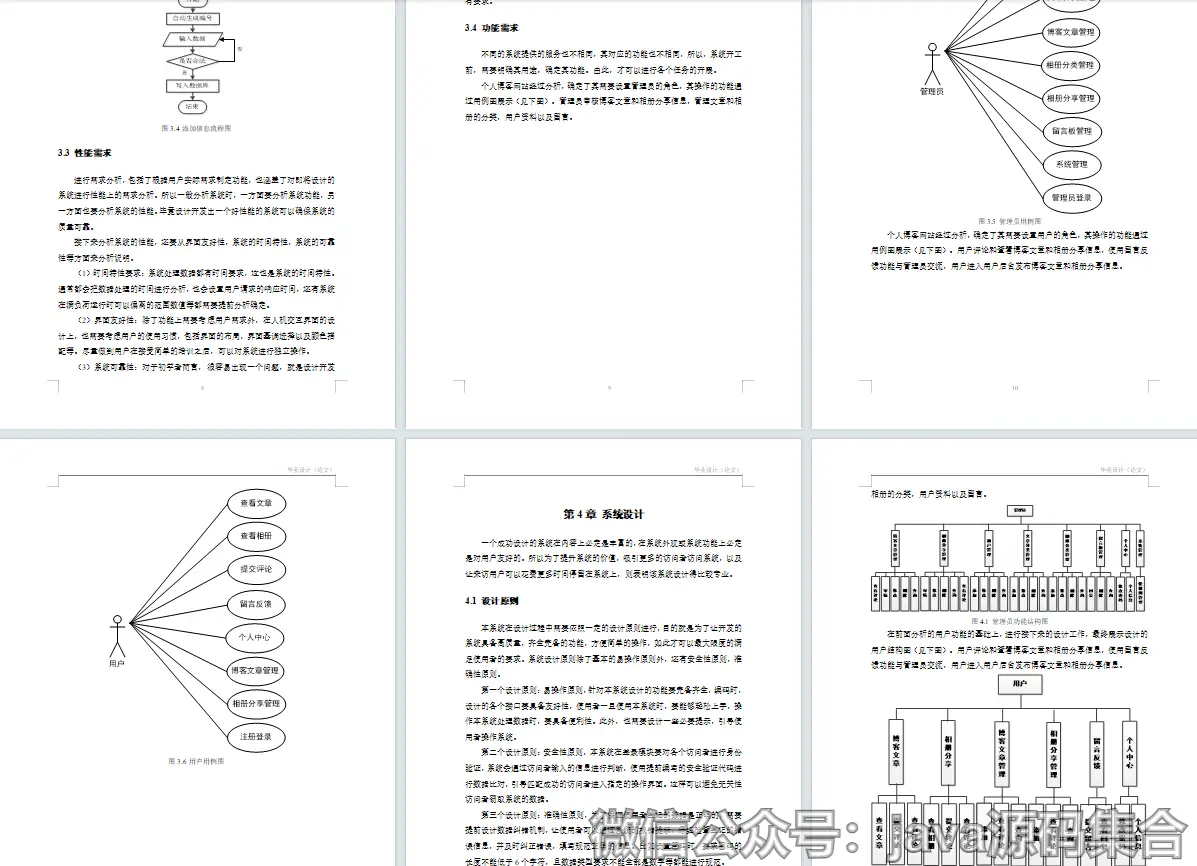 开始
自动生成编号
输入数据
否
是否合法
是
写入数据库
结束
图 3.4 添加信息流程图
3.3 性能需求
进行需求分析，包括了根据用户实际需求制定功能，也涵盖了对即将设计的
系统进行性能上的需求分析。所以一般分析系统时，一方面要分析系统功能，另
一方面也要分析系统的性能。毕竟设计开发出一个好性能的系统可以确保系统的
质量可靠。
接下来分析系统的性能，还要从界面友好性，系统的时间特性，系统的可靠
性等方面来分析说明。
（1）时间特性要求：系统处理数据都有时间要求，这也是系统的时间特性。
通常都会把数据处理的时间进行分析，也会设置用户请求的响应时间，还有系统
在满负荷运行时可以偏离的范围数值等都需要提前分析确定。
（2）界面友好性：除了功能上需要考虑用户需求外，在人机交互界面的设
计上，也需要考虑用户的使用习惯，包括界面的布局，界面基调选择以及颜色搭
配等。尽量做到用户在接受简单的培训之后，可以对系统进行独立操作。
（3）系统可靠性：对于初学者而言，很容易出现一个问题，就是设计开发
8
有要求。
3.4 功能需求
不同的系统提供的服务也不相同，其对应的功能也不相同，所以，系统开工
前，需要明确其用途，确定其功能。由此，才可以进行各个任务的开展。
个人博客网站经过分析，确定了其需要设置管理员的角色，其操作的功能通
过用例图展示（见下图）。管理员审核博客文章和相册分享信息，管理文章和相
册的分类，用户资料以及留言。
9
博客文章管理
相册分类管理
相册分享管理
留言板管理
系统管理
管理员登录
管理员
图 3.5 管理员用例图
个人博客网站经过分析，确定了其需要设置用户的角色，其操作的功能通过
用例图展示（见下图）。用户评论和查看博客文章和相册分享信息，使用留言反
馈功能与管理员交流，用户进入用户后台发布博客文章和相册分享信息。
10
毕业设计（论文）
查看文章
查看相册
提交评论
留言反馈
个人中心
博客文章管理
相册分享管理
注册登录
用户
图 3.6 用户用例图
毕业设计（论文）
第 4 章 系统设计
一个成功设计的系统在内容上必定是丰富的，在系统外观或系统功能上必定
是对用户友好的。所以为了提升系统的价值，吸引更多的访问者访问系统，以及
让来访用户可以花费更多时间停留在系统上，则表明该系统设计得比较专业。
4.1 设计原则
本系统在设计过程中需要依照一定的设计原则进行，目的就是为了让开发的
系统具备高质量，齐全完备的功能，方便简单的操作，如此才可以最大限度的满
足使用者的要求。系统设计原则除了基本的易操作原则外，还有安全性原则，准
确性原则。
第一个设计原则：易操作原则，针对本系统设计的功能要完备齐全，编码时，
设计的各个接口要具备友好性，使用者一旦使用本系统时，要能够轻松上手，操
作本系统处理数据时，要具备便利性。此外，也需要设计一些必要提示，引导使
用者操作系统。
第二个设计原则：安全性原则，本系统在登录模块要对各个访问者进行身份
验证，系统会通过访问者输入的信息进行判断，使用提前编写的安全验证代码进
行数据比对，引导匹配成功的访问者进入指定的操作界面。这样可以避免无关性
访问者窃取系统的数据。
第三个设计原则：准确性原则，
提前设计数据纠错机制，让使用者
误信息，并及时纠正错误，填写规范正确的信息
长度不能低于 6 个字符，且数据类型要求不能全部是数字等都能进行规范。
毕业设计（论文）
相册的分类，用户资料以及留言。
管理员
图 4.1 管理员功能结构图
在前面分析的用户功能的基础上，进行接下来的设计工作，最终展示设计的
用户结构图（见下图）。用户评论和查看博客文章和相册分享信息，使用留言反
馈功能与管理员交流，用户进入用户后台发布博客文章和相册分享信息。
用户
博客文章
相册分享
博客文章管理
相册分享管理
留言反馈
个人中心
查看文章
微信公众号：Java源码集合